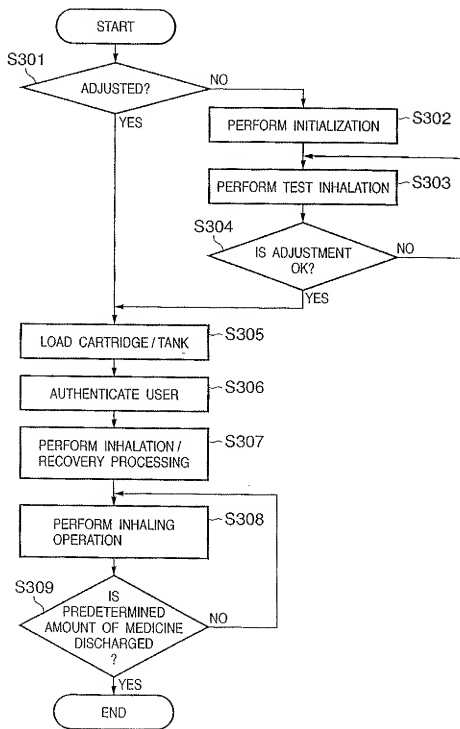 START
S301
ADJUSTED?
NO
YES
PERFORM INITIALIZATION
S302
PERFORM TEST INHALATION
S303
S304
IS ADJUSTMENT
OK?
NO
YES
LOAD CARTRIDGE/TANK
S305
AUTHENTICATE USER
S306
PERFORM INHALATION/
RECOVERY PROCESSING
S307
PERFORM INHALING
OPERATION
S308
S309
IS
PREDETERMINED
AMOUNT OF MEDICINE
DISCHARGED
?
NO
YES
END